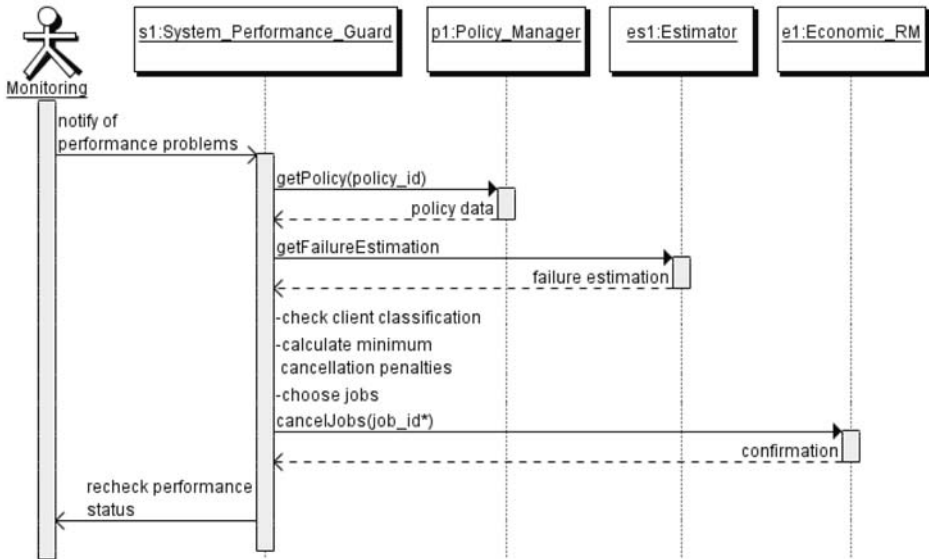 s1:System_Performance_Guard
p1:Policy_Manager
es1:Estimator
e1:Economic_RM
Monitoring
notify of
performance problems
getPolicy(policy_id)
policy data
getFailureEstimation
failure estimation
-check client classification
-calculate minimum
cancellation penalties
-choose jobs
cancelJobs(job_id*)
confirmation
recheck performance
status